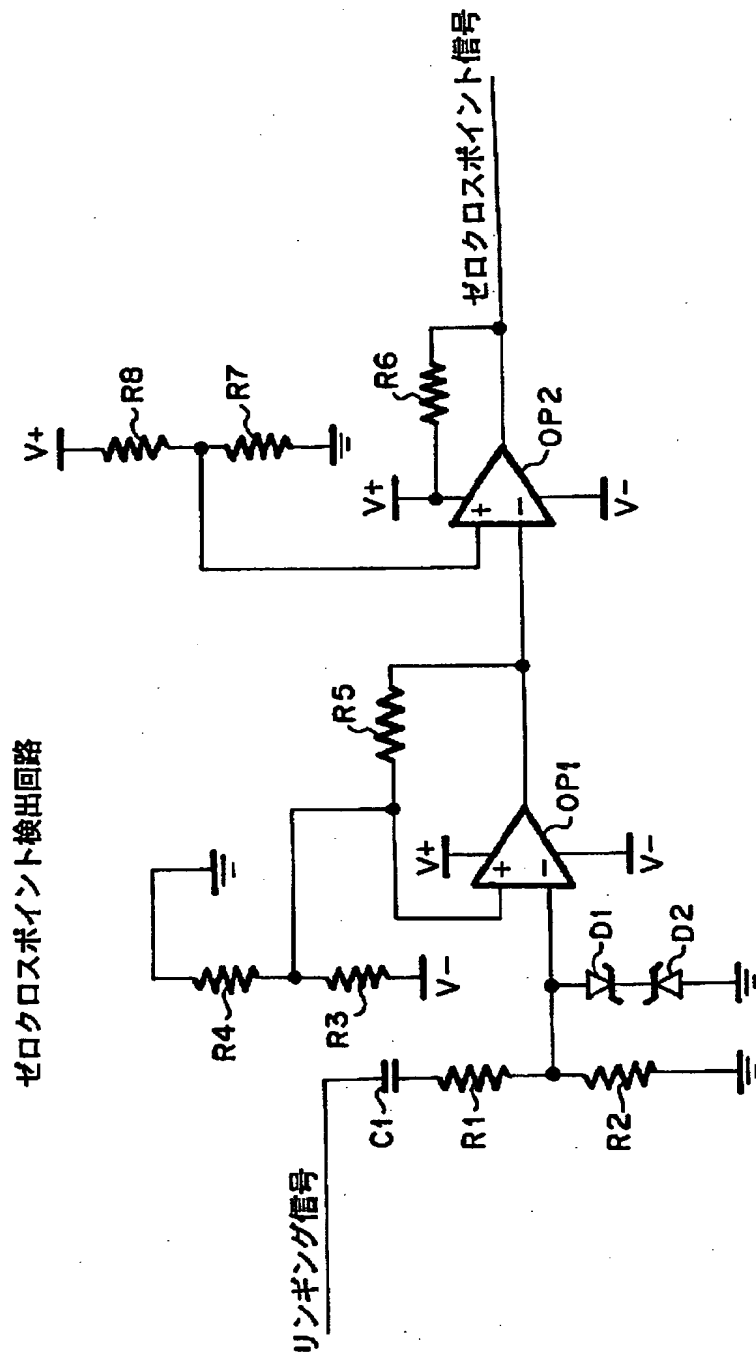 ゼロクロスポイント検出回路
リンギング信号
C1
R1
R2
R4
R3
V-
D1
D2
R5
V+
+
-
OP1
V-
V+
R8
R7
V+
R6
+
-
OP2
V-
ゼロクロスポイント信号